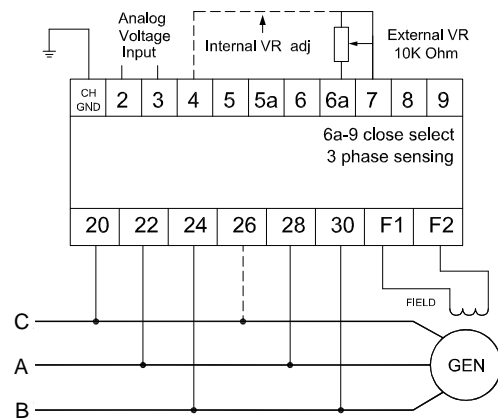 Analog
Voltage
Input
Internal VR adj
External VR
10K Ohm
CH
GND
2 3 4 5 5a 6 6a 7 8 9
6a-9 close select
3 phase sensing
20 22 24 26 28 30 F1 F2
FIELD
C
A
B
GEN